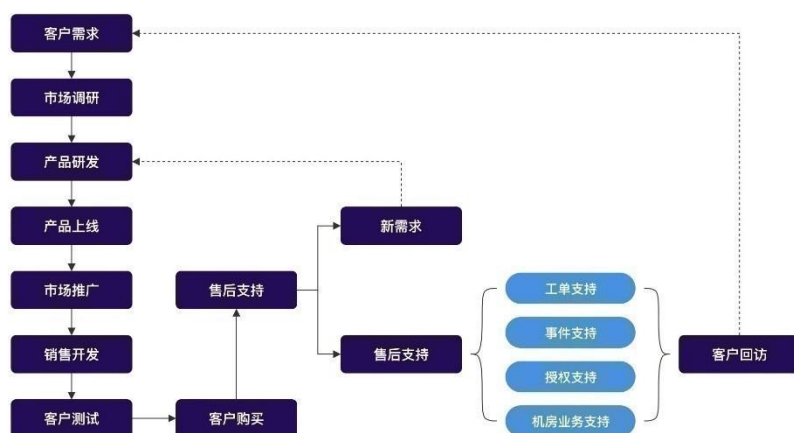 客户需求
市场调研
产品研发
产品上线
市场推广
销售开发
客户测试
客户购买
售后支持
新需求
售后支持
工单支持
事件支持
授权支持
机房业务支持
客户回访